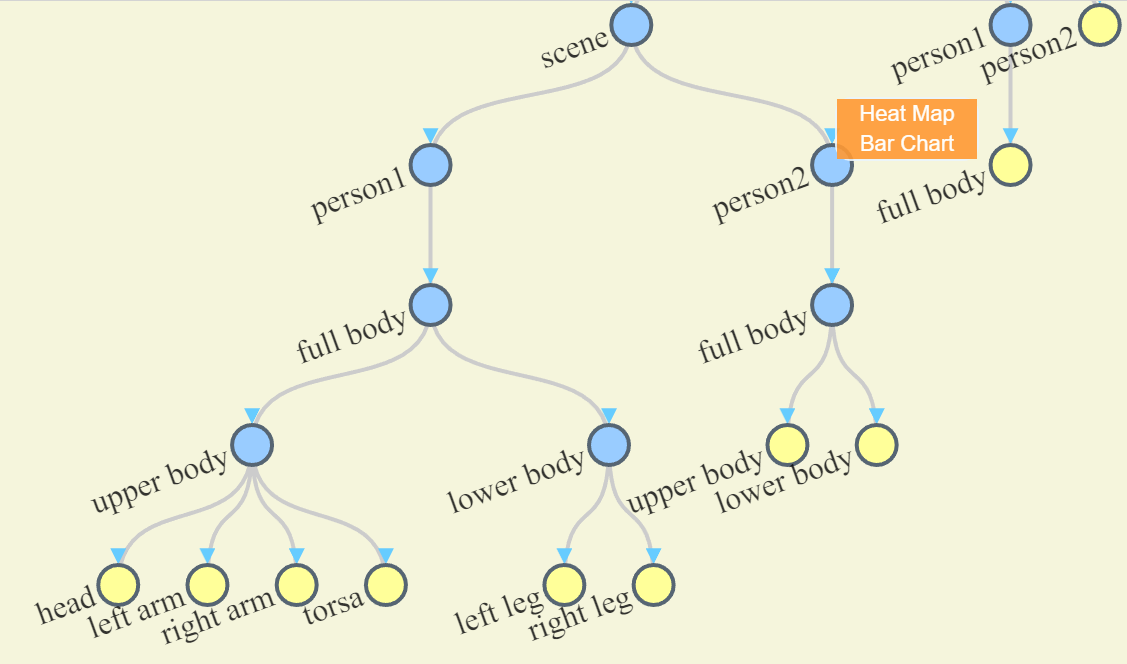 scene
person1
person2
Heat Map
Bar Chart
person1
person2
full body
full body
full body
upper body
lower body
upper body
lower body
head
left arm
right arm
torsa
left leg
right leg